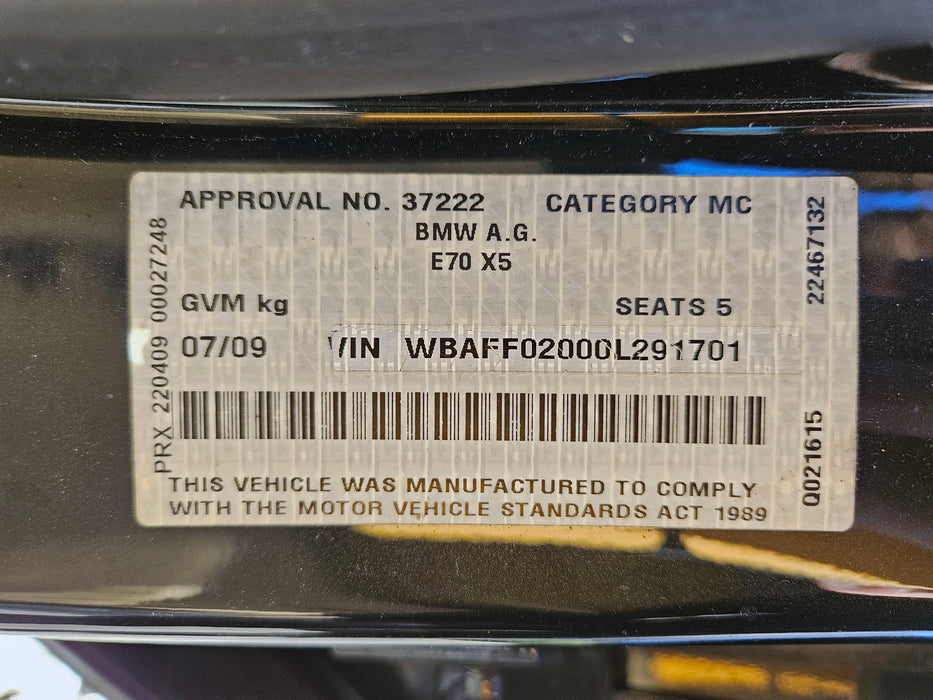 APPROVAL NO. 37222 CATEGORY MC
BMW A.G.
E70 X5
GVM kg SEATS 5
07/09 VIN WBAFF02000L291701
THIS VEHICLE WAS MANUFACTURED TO COMPLY
WITH THE MOTOR VEHICLE STANDARDS ACT 1989
PRX 220409 00027248
22467132
Q021615